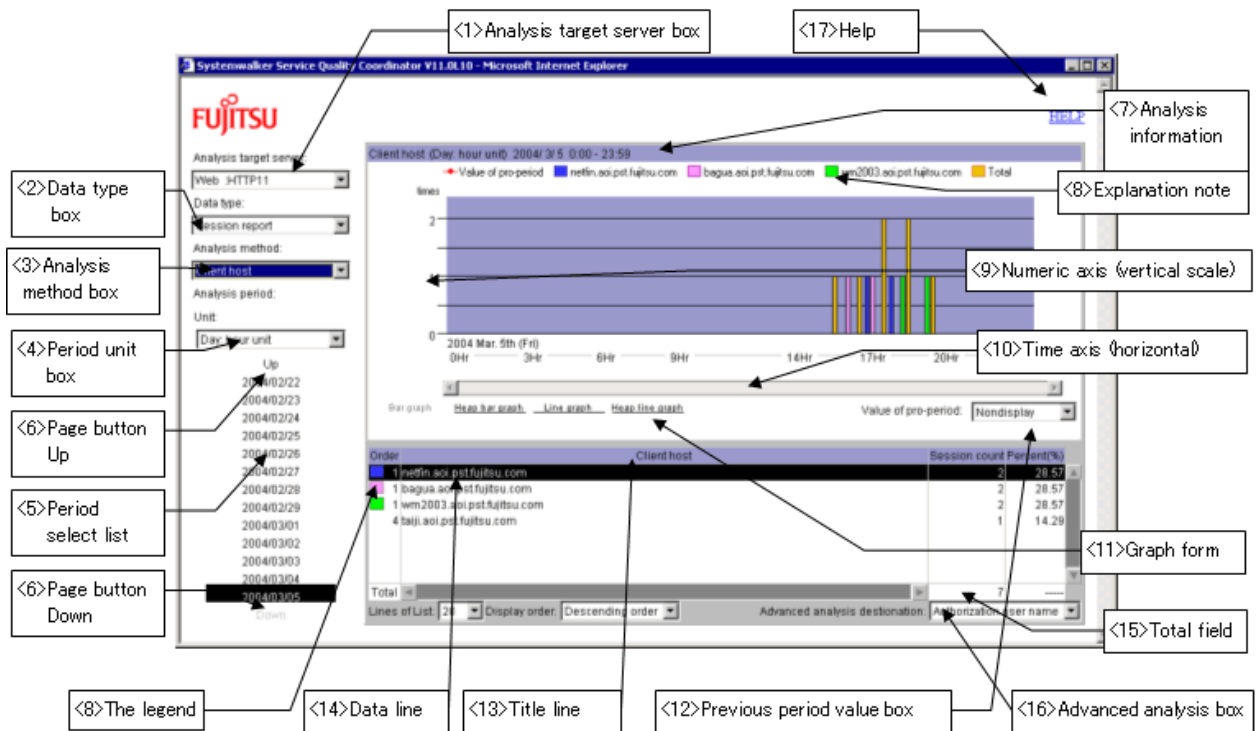 <1>Analysis target server box
<17>Help
Systemwalker Service Quality Coordinator V11.0L10 - Microsoft Internet Explorer
FUJITSU
HELP
<7>Analysis information
Analysis target server:
Web :HTTP11
Client host (Day. hour unit) 2004/ 3/ 5 0:00 - 23:59
Value of pro-period netfin.aoi.pst.fujitsu.com bagua.aoi.pst.fujitsu.com wm2003.aoi.pst.fujitsu.com Total
<2>Data type box
<8>Explanation note
Data type:
Session report
times
2
1
0
Analysis method:
Client host
<3>Analysis method box
<9>Numeric axis (vertical scale)
Analysis period:
Unit:
Day. hour unit
<4>Period unit box
2004 Mar. 5th (Fri)
0Hr 3Hr 6Hr 9Hr 14Hr 17Hr 20Hr
<10>Time axis (horizontal)
Up
2004/02/22
2004/02/23
2004/02/24
2004/02/25
2004/02/26
2004/02/27
2004/02/28
2004/02/29
2004/03/01
2004/03/02
2004/03/03
2004/03/04
2004/03/05
Down
<6>Page button Up
<5>Period select list
<6>Page button Down
Bar graph Heap bar graph Line graph Heap line graph
Value of pro-period: Nondisplay
Order Client host Session count Percent(%)
1 netfin.aoi.pst.fujitsu.com 2 28.57
1 bagua.aoi.pst.fujitsu.com 2 28.57
1 wm2003.aoi.pst.fujitsu.com 2 28.57
4 taiji.aoi.pst.fujitsu.com 1 14.29
<11>Graph form
Total 7 -----
Lines of List: 20 Display order: Descending order Advanced analysis destionation: Authorization user name
<15>Total field
<8>The legend
<14>Data line
<13>Title line
<12>Previous period value box
<16>Advanced analysis box